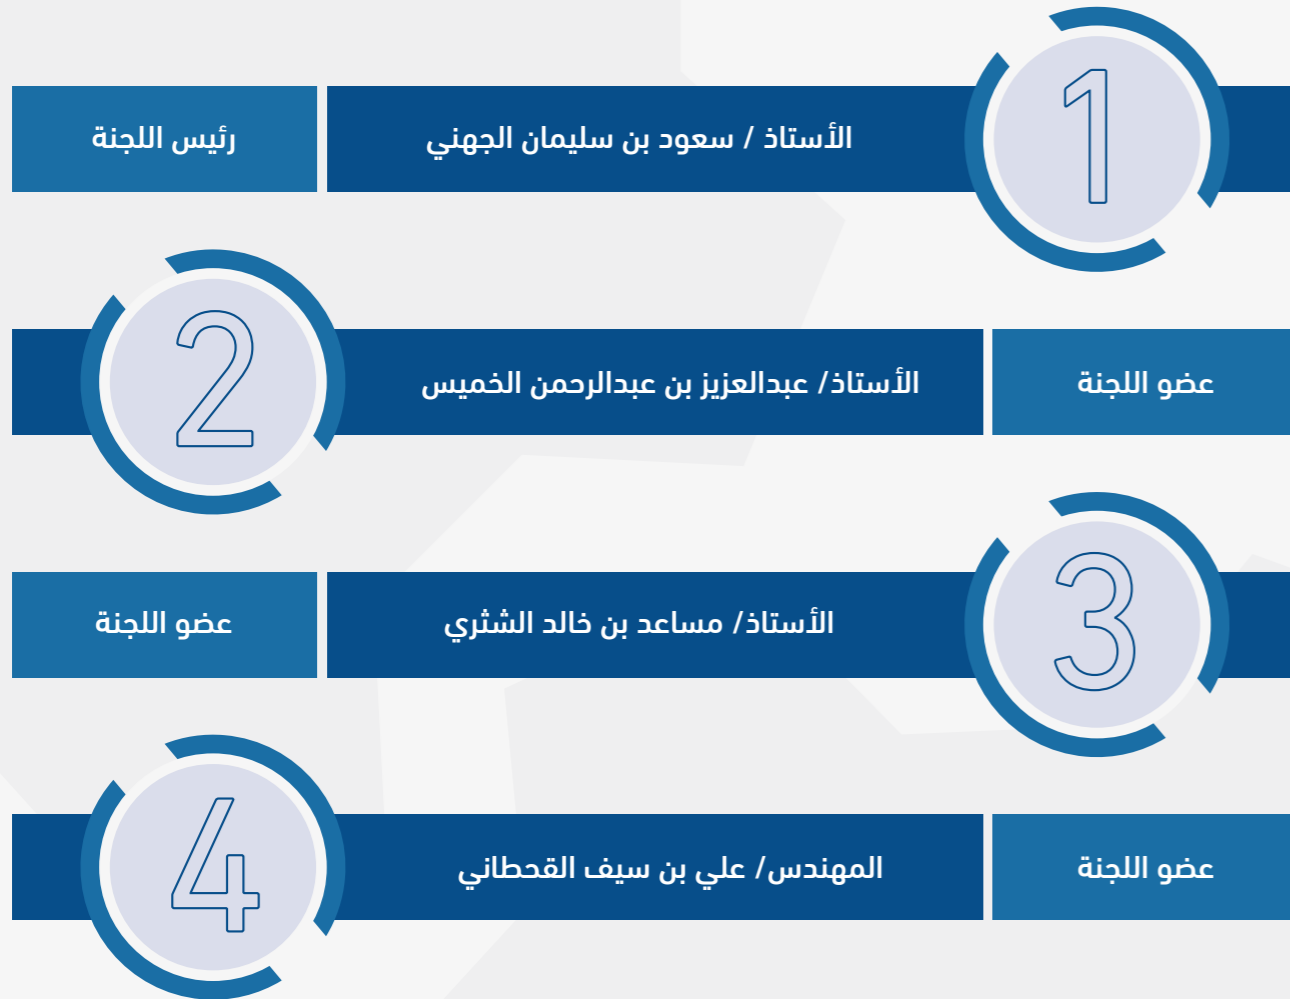 1
الأستاذ / سعود بن سليمان الجهني
رئيس اللجنة
2
الأستاذ/ عبدالعزيز بن عبدالرحمن الخميس
عضو اللجنة
3
الأستاذ/ مساعد بن خالد الشثري
عضو اللجنة
4
المهندس/ علي بن سيف القحطاني
عضو اللجنة